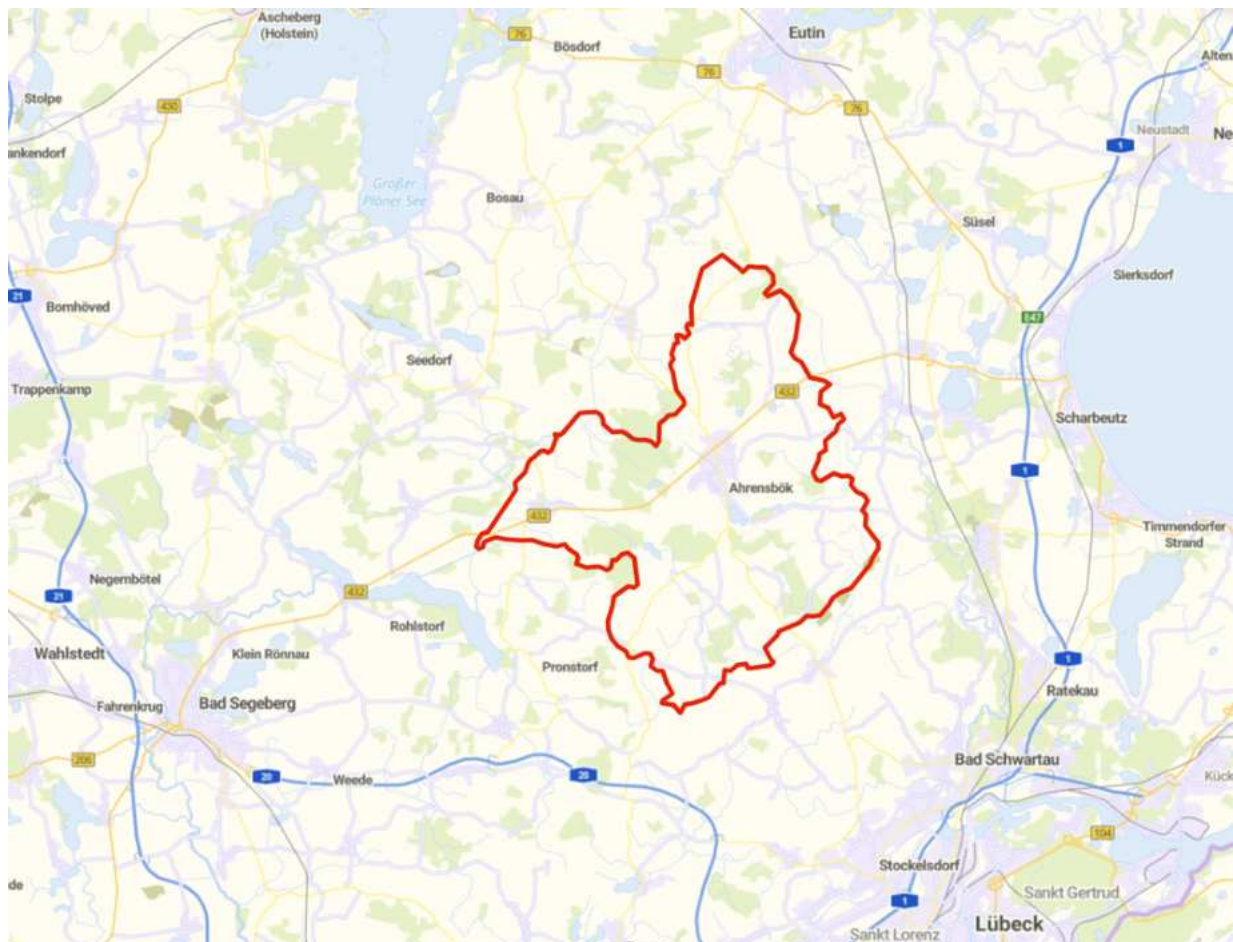 Ascheberg
(Holstein)
76
Bösdorf
Eutin
76
Alten
Stolpe
430
76
1
Neustadt
Ne
ankendorf
Großer
Plöner See
Bosau
Süsel
Sierksdorf
21
Bornhöved
E47
Seedorf
Trappenkamp
432
Scharbeutz
1
Ahrensbök
432
Timmendorfer
Strand
Negernbötel
21
432
Rohlstorf
Wahlstedt
Klein Rönnau
Pronstorf
1
Ratekau
Fahrenkrug
Bad Segeberg
206
20
Weede
20
Bad Schwartau
Kück
104
Stockelsdorf
de
1
Sankt Gertrud
Lübeck
Sankt Lorenz